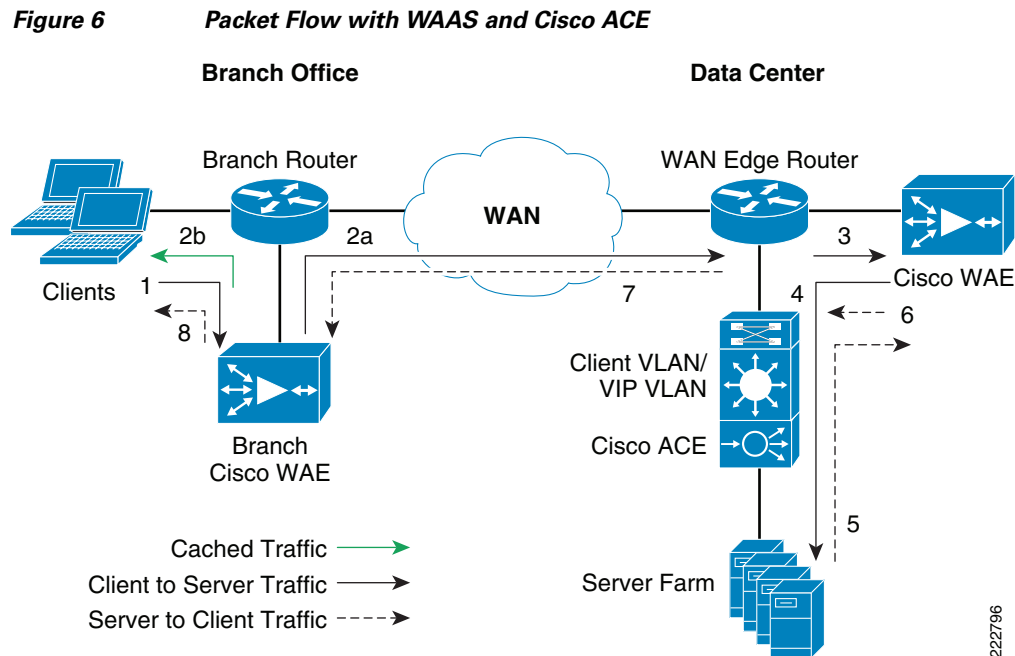 Figure 6 Packet Flow with WAAS and Cisco ACE
Branch Office
Data Center
Branch Router
WAN Edge Router
WAN
2b
2a
3
Clients
1
7
4
Cisco WAE
8
6
Client VLAN/
VIP VLAN
Branch
Cisco WAE
Cisco ACE
5
Cached Traffic
Client to Server Traffic
Server to Client Traffic
Server Farm
222796